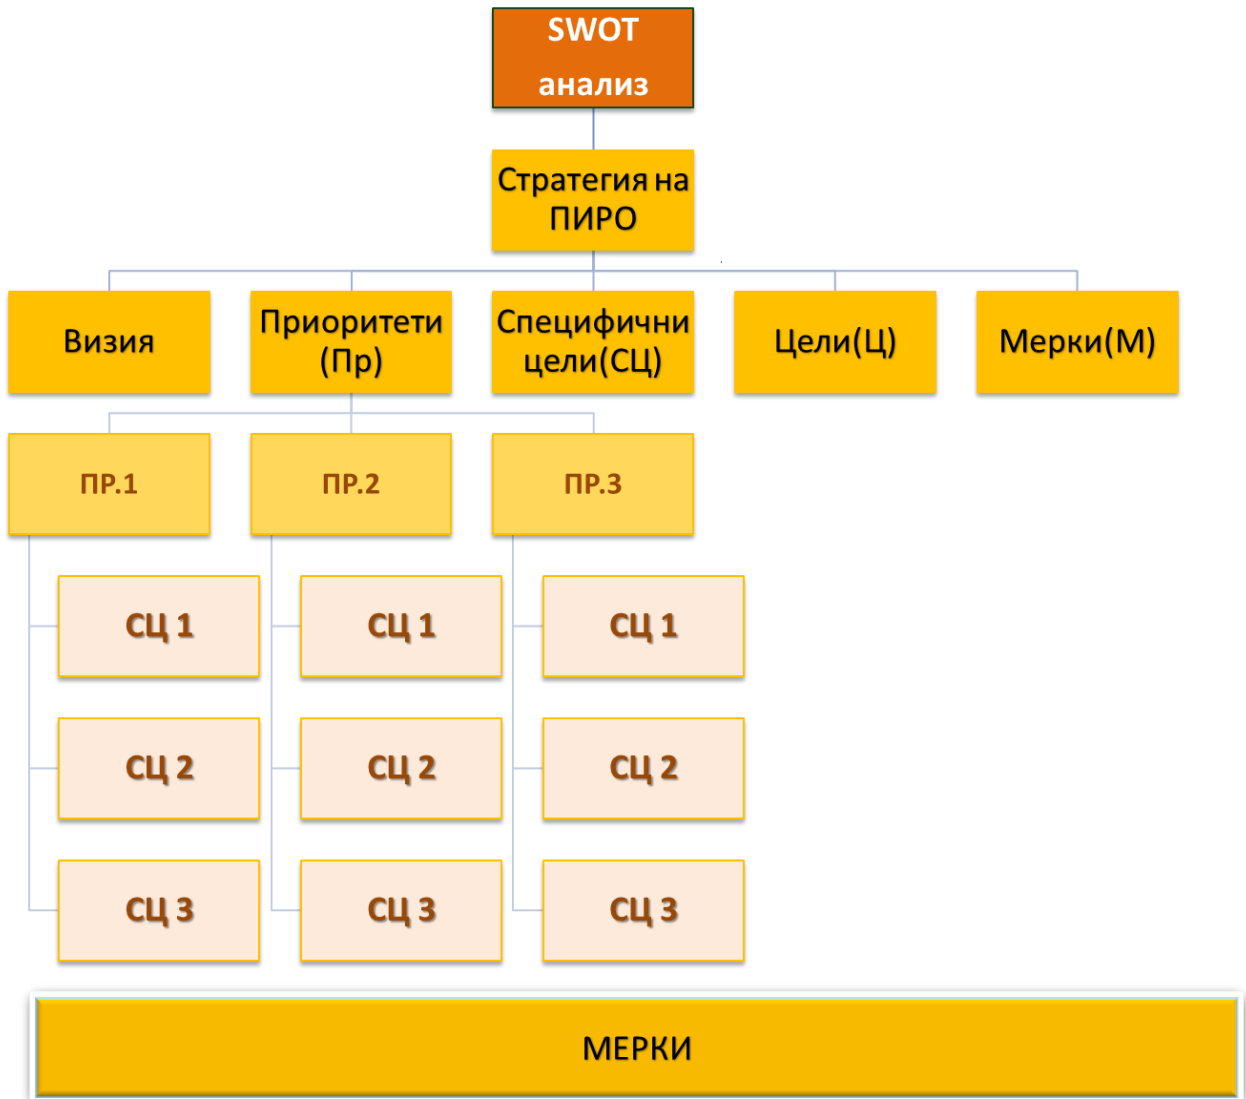 SWOT
анализ
Стратегия на
ПИРО
Визия
Приоритети
(Пр)
Специфични
цели(СЦ)
Цели(Ц)
Мерки(М)
ПР.1
ПР.2
ПР.3
СЦ 1
СЦ 1
СЦ 1
СЦ 2
СЦ 2
СЦ 2
СЦ 3
СЦ 3
СЦ 3
МЕРКИ